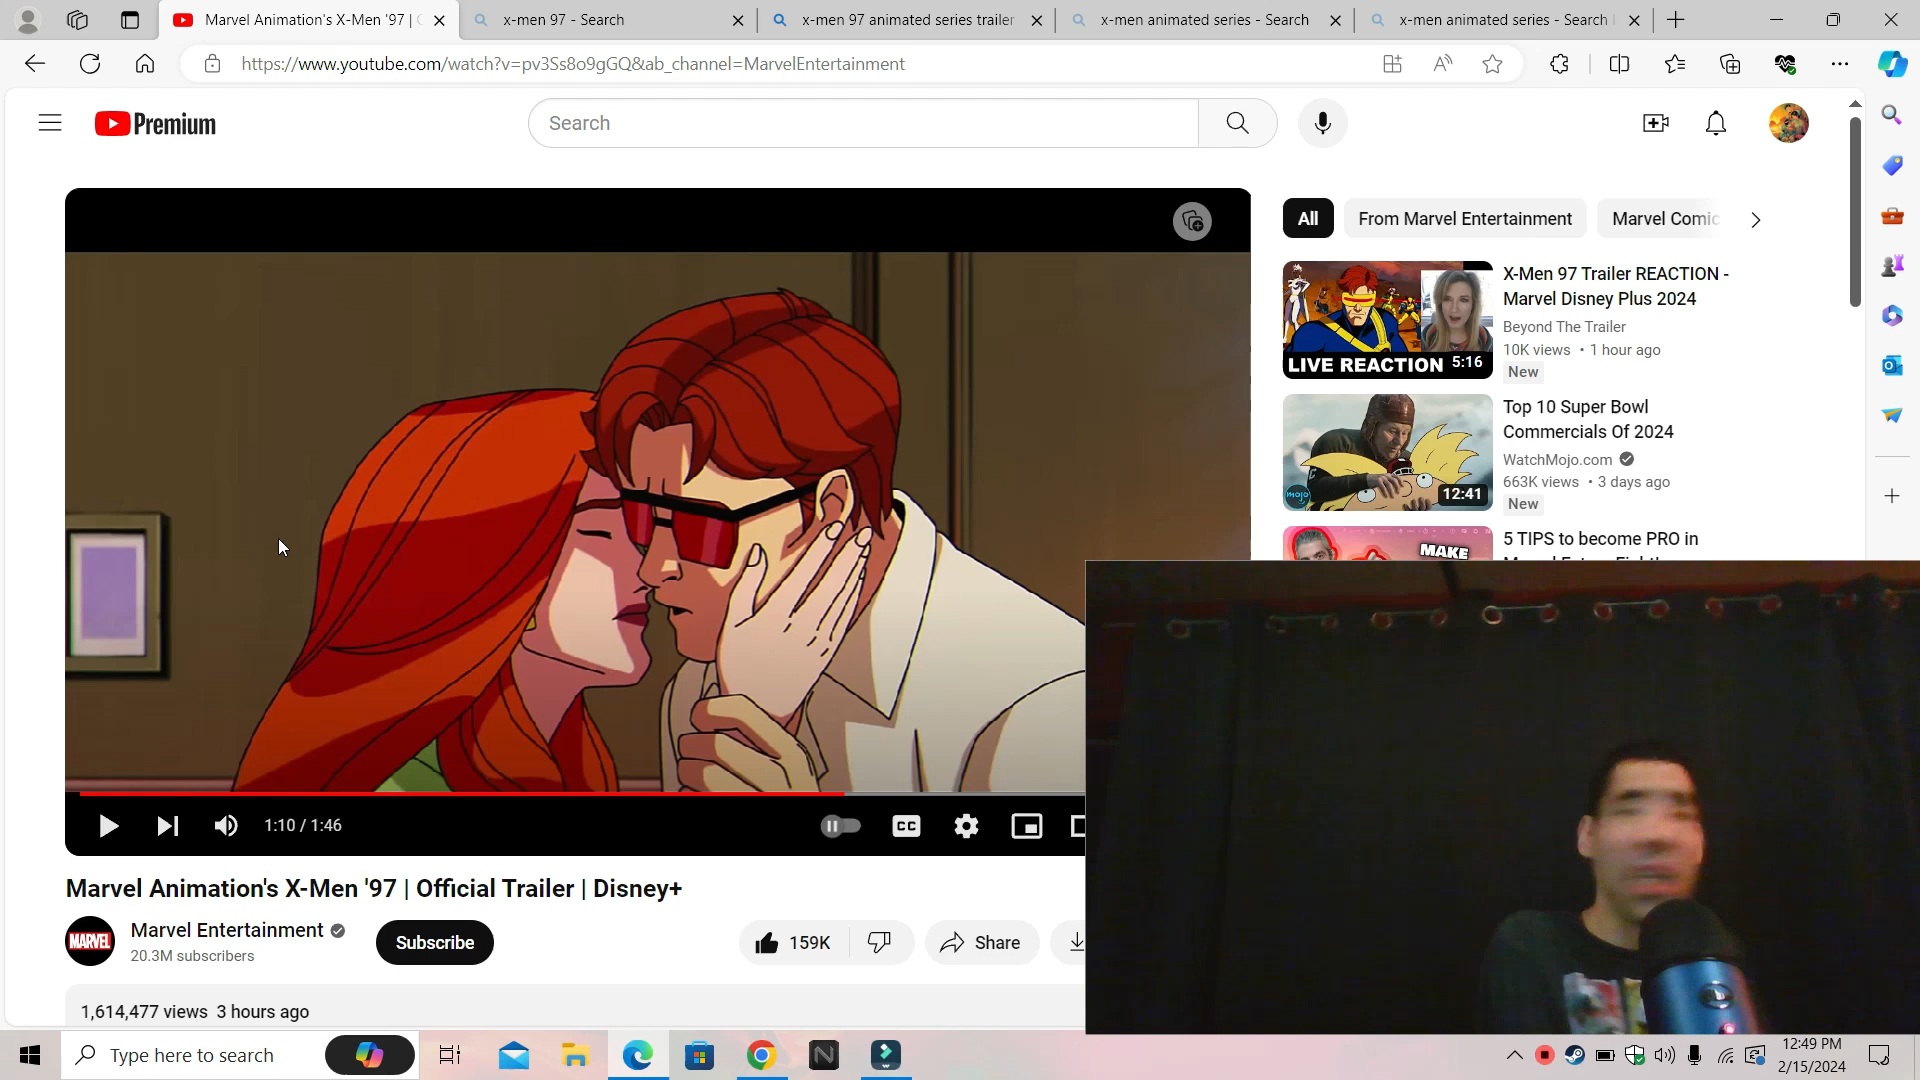 Marvel Animation's X-Men '97 |
x-men 97 - Search
x-men 97 animated series trailer
x-men animated series - Search
x-men animated series - Search
https://www.youtube.com/watch?v=pv3Ss8o9gGQ&ab_channel=MarvelEntertainment
Premium
Search
All
From Marvel Entertainment
Marvel Comic
X-Men 97 Trailer REACTION -
Marvel Disney Plus 2024
Beyond The Trailer
10K views • 1 hour ago
New
LIVE REACTION
5:16
Top 10 Super Bowl
Commercials Of 2024
WatchMojo.com
663K views • 3 days ago
New
mojo
12:41
5 TIPS to become PRO in
MAKE
1:10 / 1:46
CC
Marvel Animation's X-Men '97 | Official Trailer | Disney+
MARVEL
Marvel Entertainment
20.3M subscribers
Subscribe
159K
Share
1,614,477 views 3 hours ago
Type here to search
12:49 PM
2/15/2024